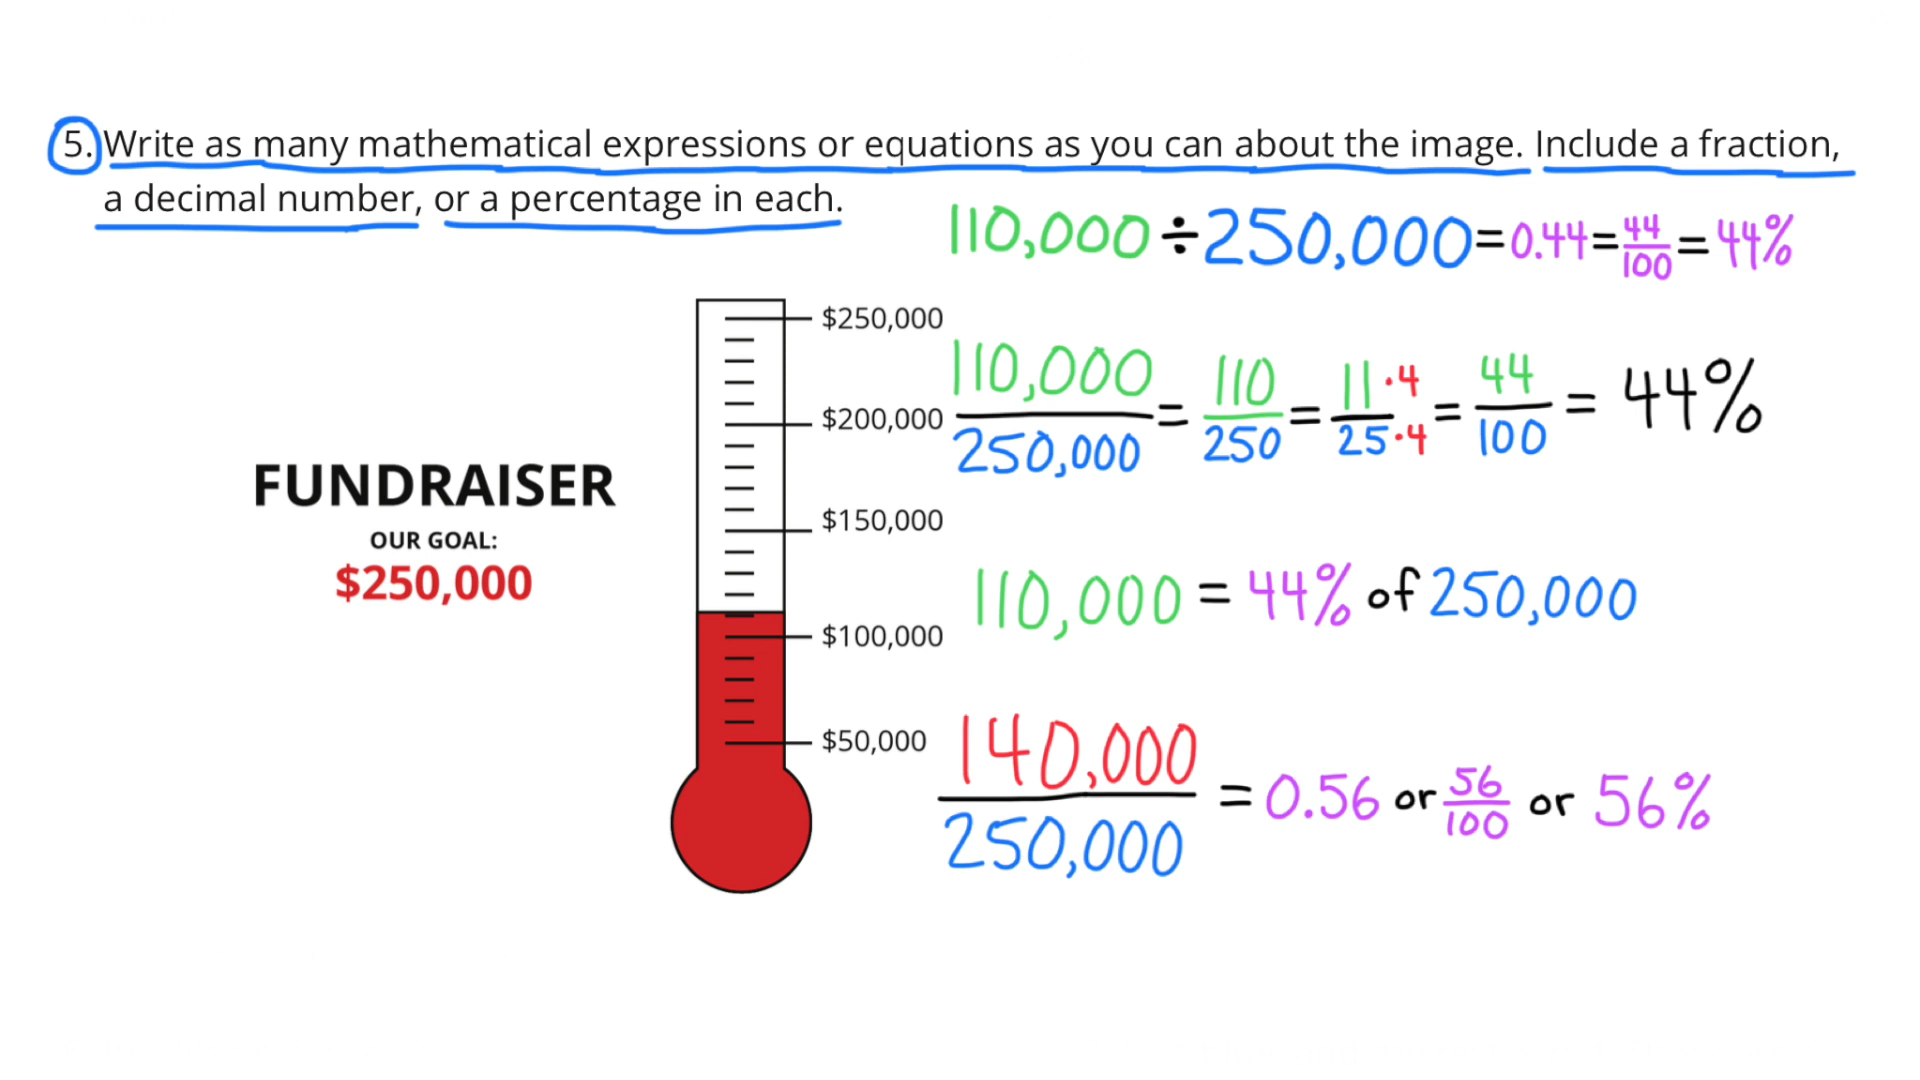 5. Write as many mathematical expressions or equations as you can about the image. Include a fraction,
a decimal number, or a percentage in each.
110,000 ÷ 250,000 = 0.44 = 44/100 = 44%
FUNDRAISER
OUR GOAL:
$250,000
$250,000
$200,000
$150,000
$100,000
$50,000
110,000/250,000 = 110/250 = 11·4/25·4 = 44/100 = 44%
110,000 = 44% of 250,000
140,000/250,000 = 0.56 or 56/100 or 56%